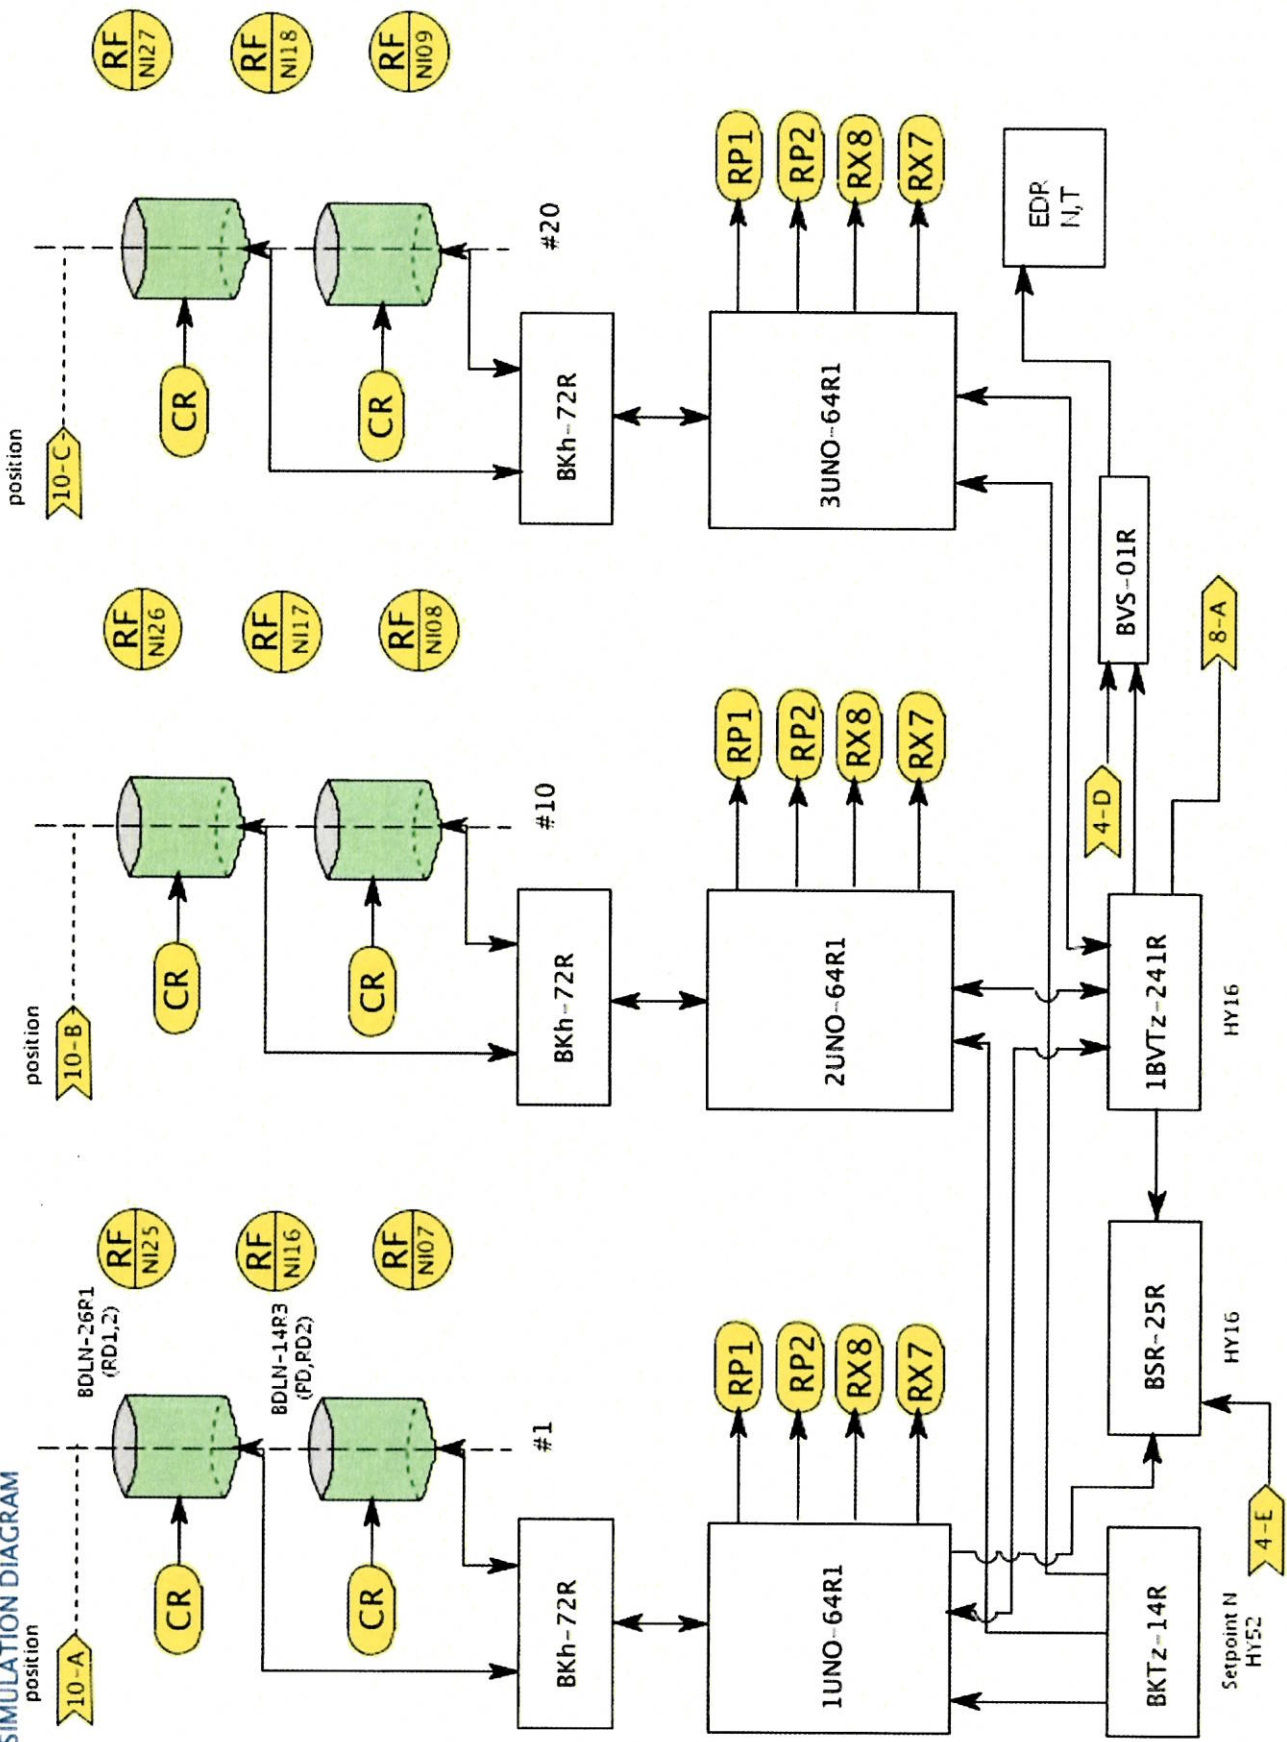 SIMULATION DIAGRAM
position
position
position
10-A
10-B
10-C
BDLN-26R1
(RD1,2)
RF
NI25
RF
NI26
RF
NI27
CR
CR
CR
BDLN-14R3
(PD,RD2)
RF
NI16
RF
NI17
RF
NI18
CR
CR
CR
RF
NI07
RF
NI08
RF
NI09
#1
#10
#20
BKh-72R
BKh-72R
BKh-72R
1UNO-64R1
RP1
RP2
RX8
RX7
2UNO-64R1
RP1
RP2
RX8
RX7
3UNO-64R1
RP1
RP2
RX8
RX7
EDR
N,T
4-D
BVS-01R
BKTz-14R
BSR-25R
1BVTz-241R
8-A
Setpoint N
HY52
HY16
HY16
4-E